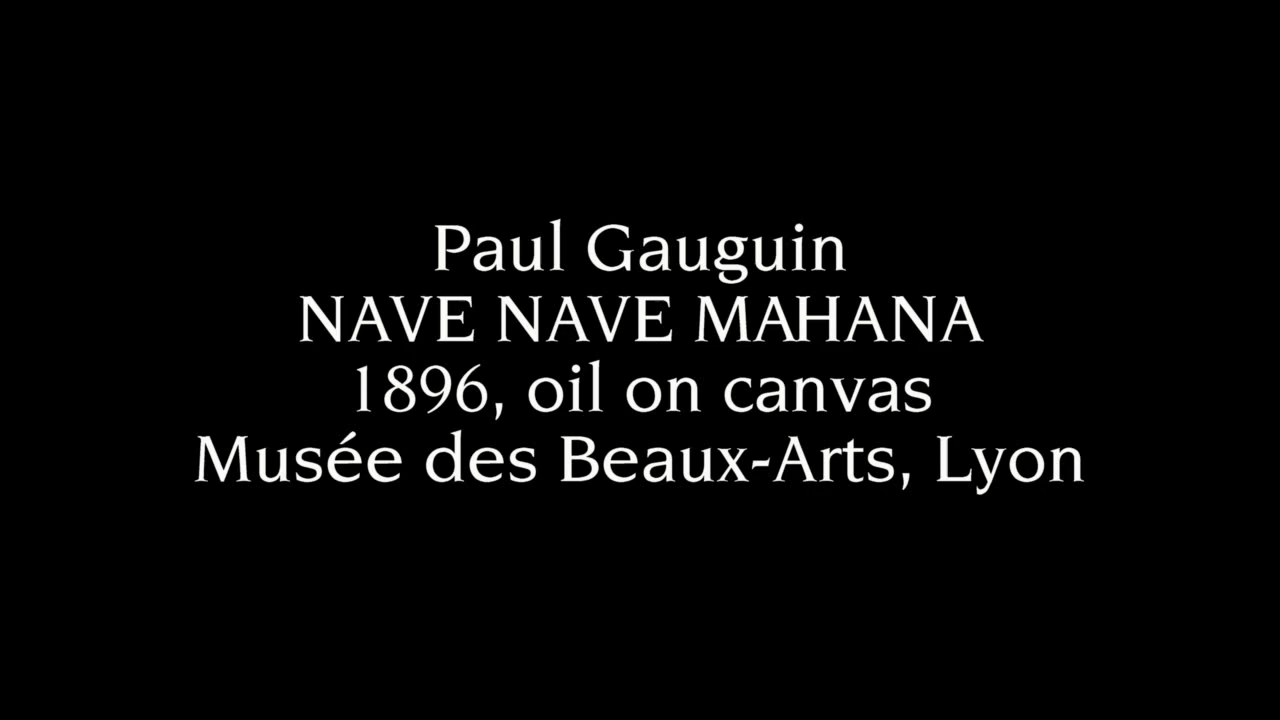 Paul Gauguin
NAVE NAVE MAHANA
1896, oil on canvas
Musée des Beaux-Arts, Lyon